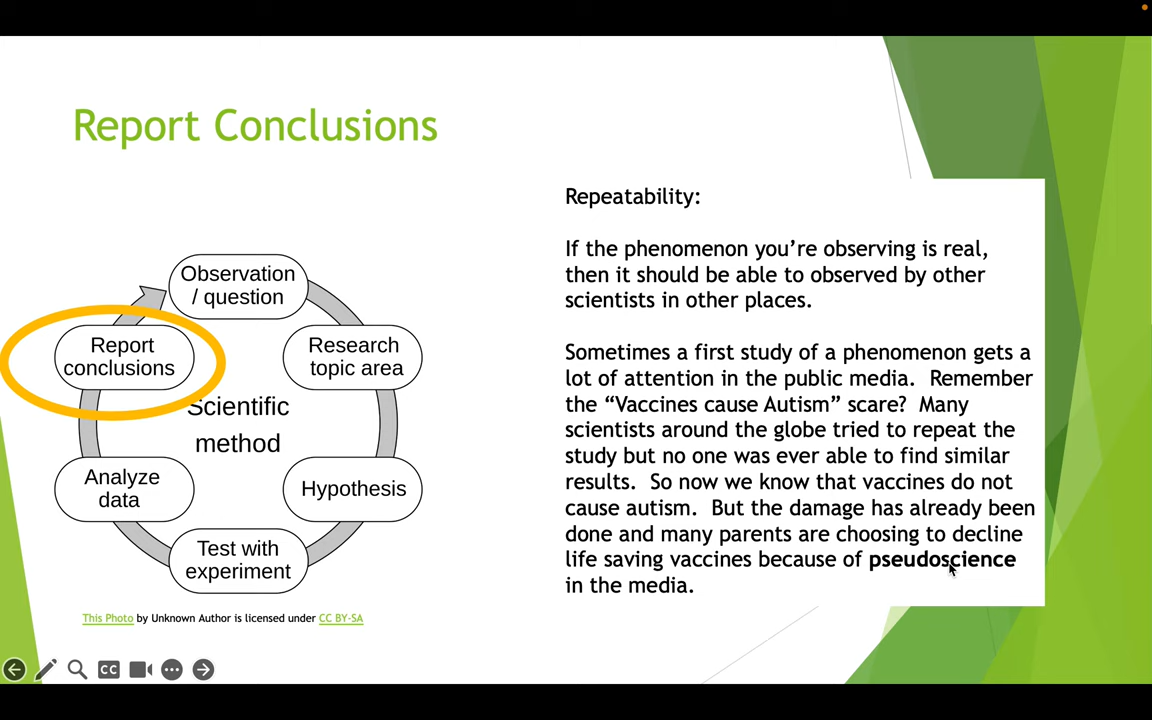 Report Conclusions
Observation
/ question
Report
conclusions
Research
topic area
Scientific
method
Analyze
data
Hypothesis
Test with
experiment
This Photo by Unknown Author is licensed under CC BY-SA
Repeatability:
If the phenomenon you’re observing is real,
then it should be able to observed by other
scientists in other places.
Sometimes a first study of a phenomenon gets a
lot of attention in the public media.  Remember
the “Vaccines cause Autism” scare?  Many
scientists around the globe tried to repeat the
study but no one was ever able to find similar
results.  So now we know that vaccines do not
cause autism.  But the damage has already been
done and many parents are choosing to decline
life saving vaccines because of pseudoscience
in the media.
CC